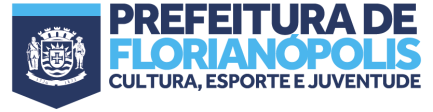 PREFEITURA DE
FLORIANÓPOLIS
CULTURA, ESPORTE E JUVENTUDE